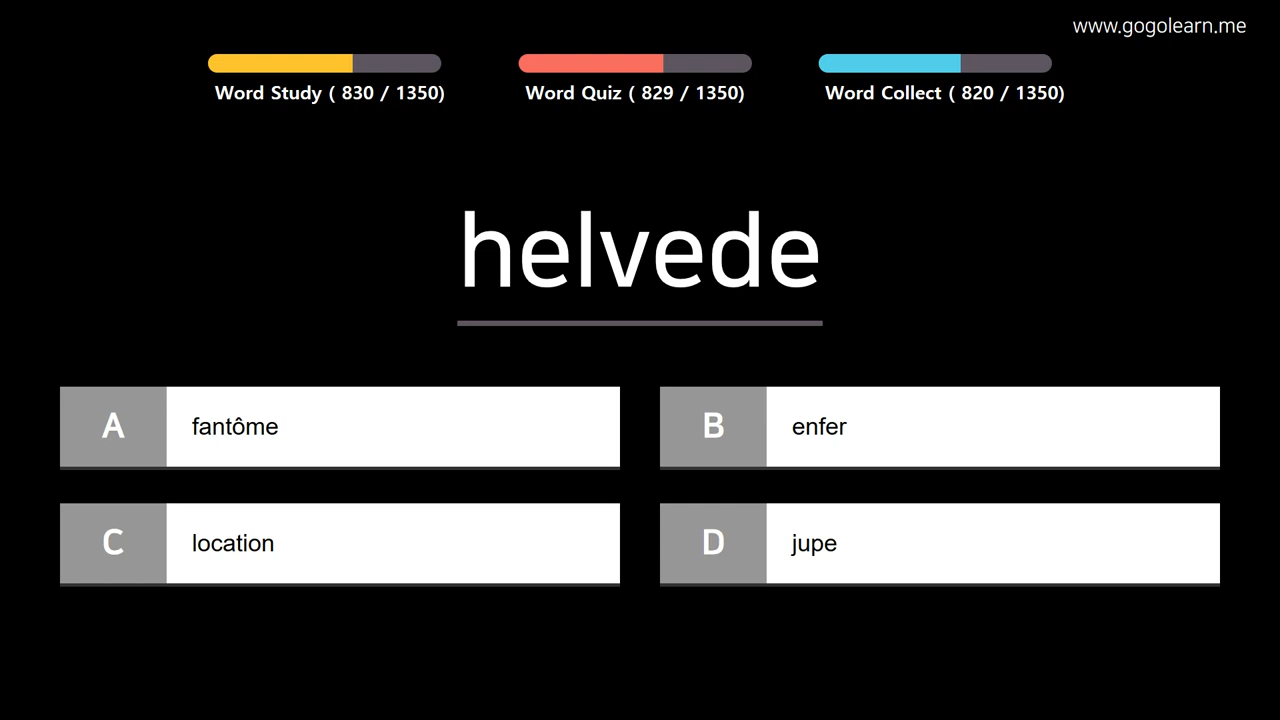 www.gogolearn.me
Word Study ( 830 / 1350)
Word Quiz ( 829 / 1350)
Word Collect ( 820 / 1350)
helvede
A fantôme
B enfer
C location
D jupe